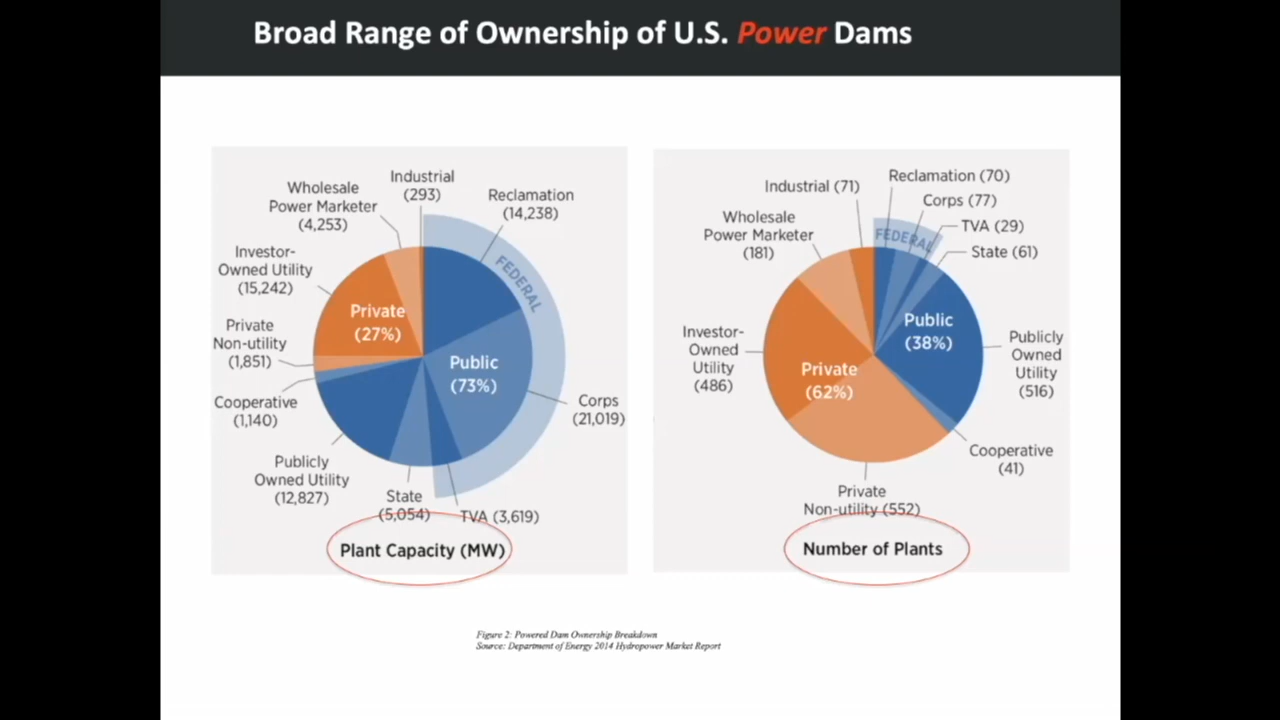 Broad Range of Ownership of U.S. Power Dams
Industrial
(293)
Wholesale
Power Marketer
(4,253)
Reclamation
(14,238)
Investor-
Owned Utility
(15,242)
FEDERAL
Private
(27%)
Private
Non-utility
(1,851)
Public
(73%)
Cooperative
(1,140)
Corps
(21,019)
Publicly
Owned Utility
(12,827)
State
(5,054)
TVA (3,619)
Plant Capacity (MW)
Reclamation (70)
Industrial (71)
Corps (77)
Wholesale
Power Marketer
(181)
TVA (29)
FEDERAL
State (61)
Public
(38%)
Investor-
Owned
Utility
(486)
Publicly
Owned
Utility
(516)
Private
(62%)
Cooperative
(41)
Private
Non-utility (552)
Number of Plants
Figure 2: Powered Dam Ownership Breakdown
Source: Department of Energy 2014 Hydropower Market Report